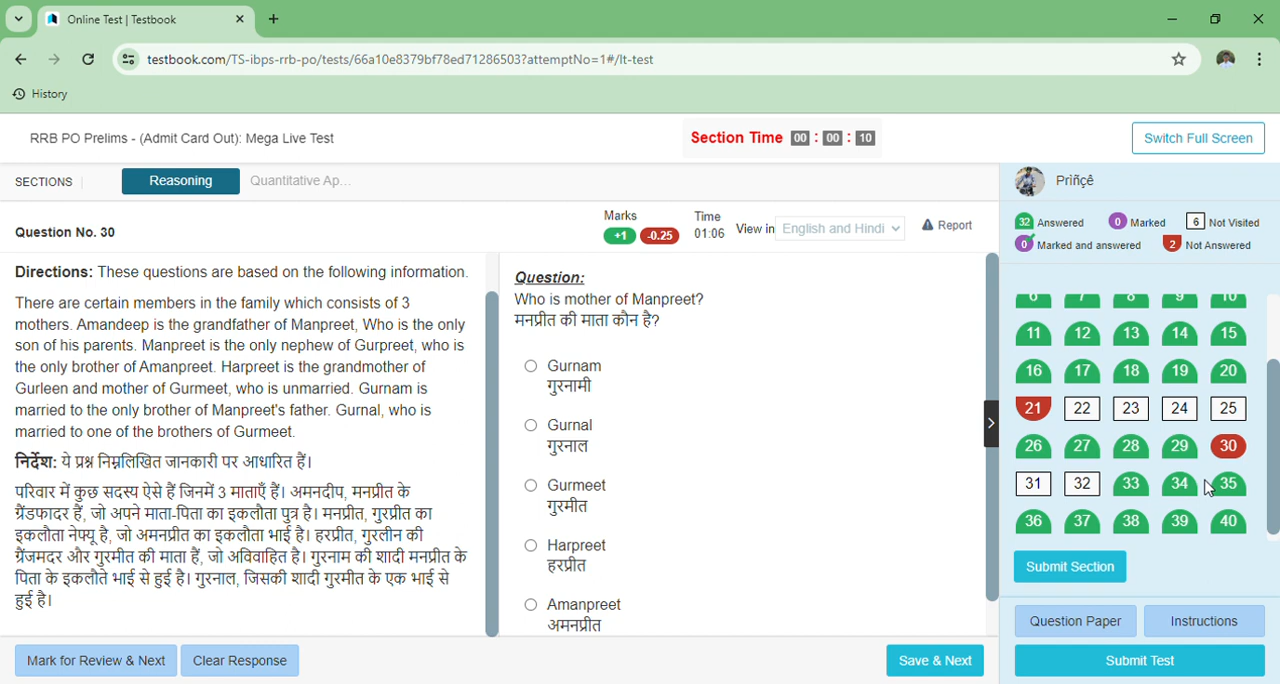 Online Test | Testbook
testbook.com/TS-ibps-rrb-po/tests/66a10e8379bf78ed71286503?attemptNo=1#/lt-test
History
RRB PO Prelims - (Admit Card Out): Mega Live Test
Section Time 00 : 00 : 10
Switch Full Screen
SECTIONS
Reasoning
Quantitative Ap...
Question No. 30
Marks
+1 -0.25
Time
01:06
View in English and Hindi
Report
Directions: These questions are based on the following information.
There are certain members in the family which consists of 3
mothers. Amandeep is the grandfather of Manpreet, Who is the only
son of his parents. Manpreet is the only nephew of Gurpreet, who is
the only brother of Amanpreet. Harpreet is the grandmother of
Gurleen and mother of Gurmeet, who is unmarried. Gurnam is
married to the only brother of Manpreet's father. Gurnal, who is
married to one of the brothers of Gurmeet.
निर्देश: ये प्रश्न निम्नलिखित जानकारी पर आधारित हैं।
परिवार में कुछ सदस्य ऐसे हैं जिनमें 3 माताएँ हैं। अमनदीप, मनप्रीत के
ग्रैंडफादर हैं, जो अपने माता-पिता का इकलौता पुत्र है। मनप्रीत, गुरप्रीत का
इकलौता नेफ्यू है, जो अमनप्रीत का इकलौता भाई है। हरप्रीत, गुरलीन की
ग्रैंजमदर और गुरमीत की माता हैं, जो अविवाहित है। गुरनाम की शादी मनप्रीत के
पिता के इकलौते भाई से हुई है। गुरनाल, जिसकी शादी गुरमीत के एक भाई से
हुई है।
Question:
Who is mother of Manpreet?
मनप्रीत की माता कौन है?
Gurnam
गुरनामी
Gurnal
गुरनाल
Gurmeet
गुरमीत
Harpreet
हरप्रीत
Amanpreet
अमनप्रीत
Mark for Review & Next
Clear Response
Save & Next
Prìñçê
32 Answered 0 Marked 6 Not Visited
0 Marked and answered 2 Not Answered
6 7 8 9 10
11 12 13 14 15
16 17 18 19 20
21 22 23 24 25
26 27 28 29 30
31 32 33 34 35
36 37 38 39 40
Submit Section
Question Paper
Instructions
Submit Test